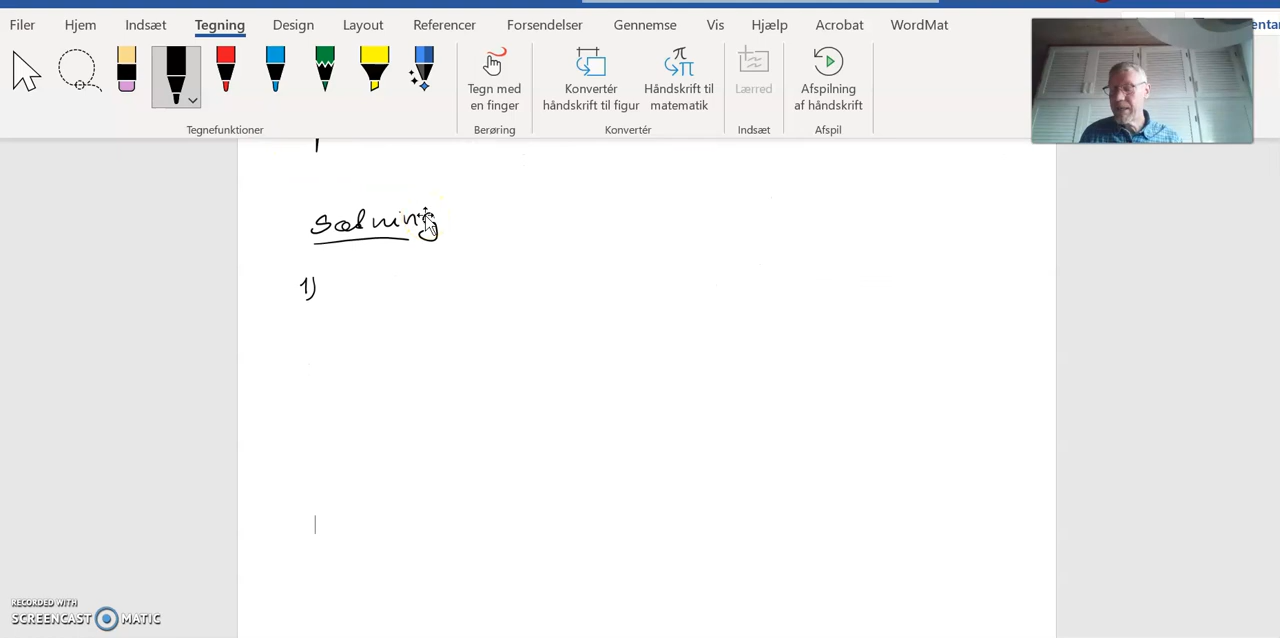 Filer Hjem Indsæt Tegning Design Layout Referencer Forsendelser Gennemse Vis Hjælp Acrobat WordMat
Tegn med
en finger
Konvertér
håndskrift til figur
Håndskrift til
matematik
Lærred
Afspilning
af håndskrift
Tegnefunktioner Berøring Konvertér Indsæt Afspil
Sætning
1)
RECORDED WITH
SCREENCAST MATIC